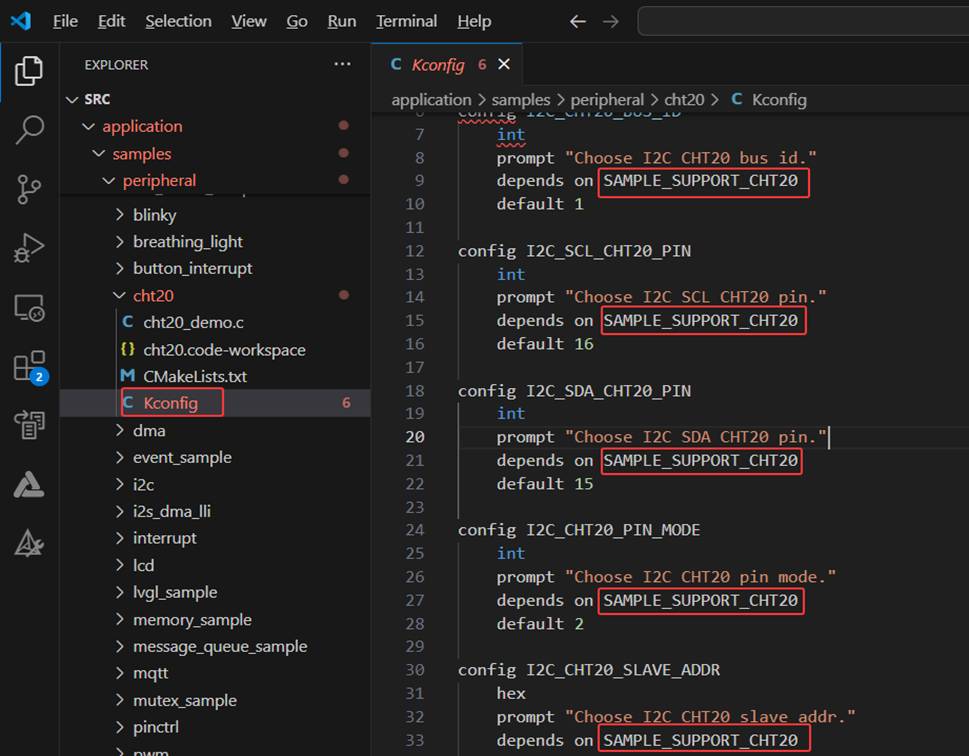 File Edit Selection View Go Run Terminal Help
EXPLORER
SRC
application
samples
peripheral
blinky
breathing_light
button_interrupt
cht20
C cht20_demo.c
{} cht20.code-workspace
M CMakeLists.txt
C Kconfig 6
dma
event_sample
i2c
i2s_dma_lli
interrupt
lcd
lvgl_sample
memory_sample
message_queue_sample
mqtt
mutex_sample
pinctrl
pwm
2
C Kconfig 6
application > samples > peripheral > cht20 > C Kconfig
6 config I2C_CHT20_BUS_ID
7 int
8 prompt "Choose I2C CHT20 bus id."
9 depends on SAMPLE_SUPPORT_CHT20
10 default 1
11
12 config I2C_SCL_CHT20_PIN
13 int
14 prompt "Choose I2C SCL CHT20 pin."
15 depends on SAMPLE_SUPPORT_CHT20
16 default 16
17
18 config I2C_SDA_CHT20_PIN
19 int
20 prompt "Choose I2C SDA CHT20 pin."
21 depends on SAMPLE_SUPPORT_CHT20
22 default 15
23
24 config I2C_CHT20_PIN_MODE
25 int
26 prompt "Choose I2C CHT20 pin mode."
27 depends on SAMPLE_SUPPORT_CHT20
28 default 2
29
30 config I2C_CHT20_SLAVE_ADDR
31 hex
32 prompt "Choose I2C CHT20 slave addr."
33 depends on SAMPLE_SUPPORT_CHT20